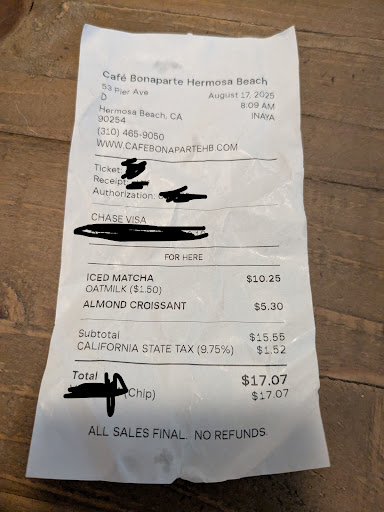 Café Bonaparte Hermosa Beach
53 Pier Ave
D
August 17, 2025
Hermosa Beach, CA
8:09 AM
90254
INAYA
(310) 465-9050
WWW.CAFEBONAPARTEHB.COM
Ticket:
Receipt
Authorization:
CHASE VISA
FOR HERE
ICED MATCHA $10.25
OATMILK ($1.50)
ALMOND CROISSANT $5.30
Subtotal $15.55
CALIFORNIA STATE TAX (9.75%) $1.52
Total $17.07
(Chip) $17.07
ALL SALES FINAL. NO REFUNDS.